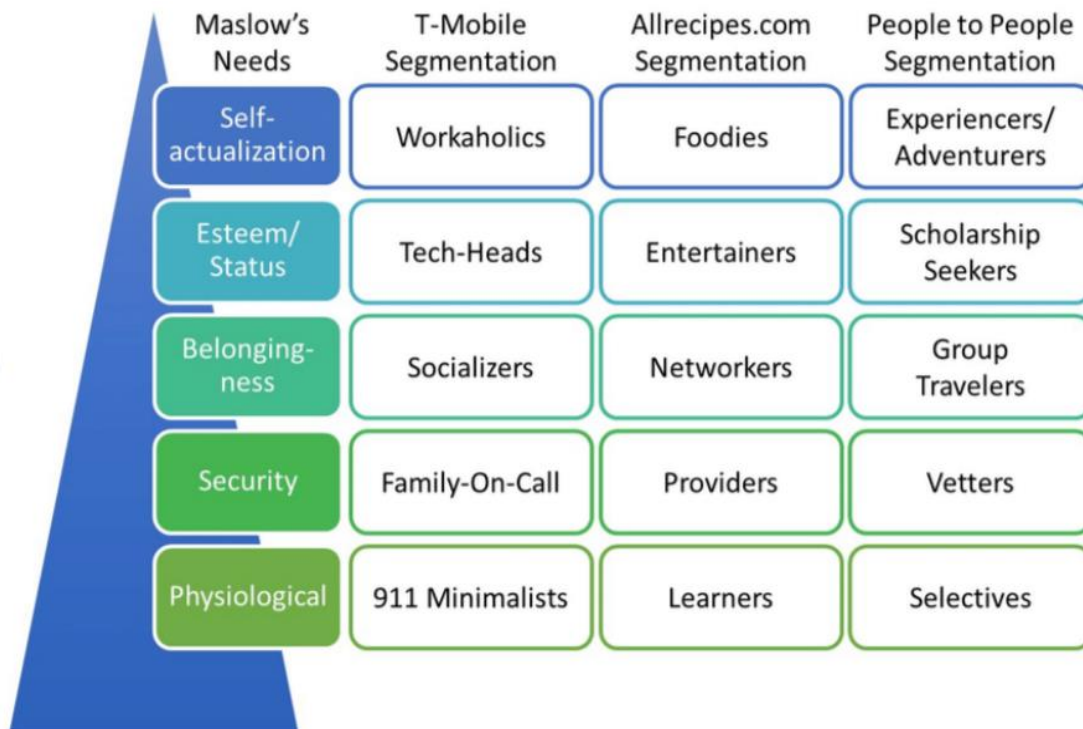 Maslow's
Needs
T-Mobile
Segmentation
Allrecipes.com
Segmentation
People to People
Segmentation
Self-
actualization
Workaholics
Foodies
Experiencers/
Adventurers
Esteem/
Status
Tech-Heads
Entertainers
Scholarship
Seekers
Belonging-
ness
Socializers
Networkers
Group
Travelers
Security
Family-On-Call
Providers
Vetters
Physiological
911 Minimalists
Learners
Selectives